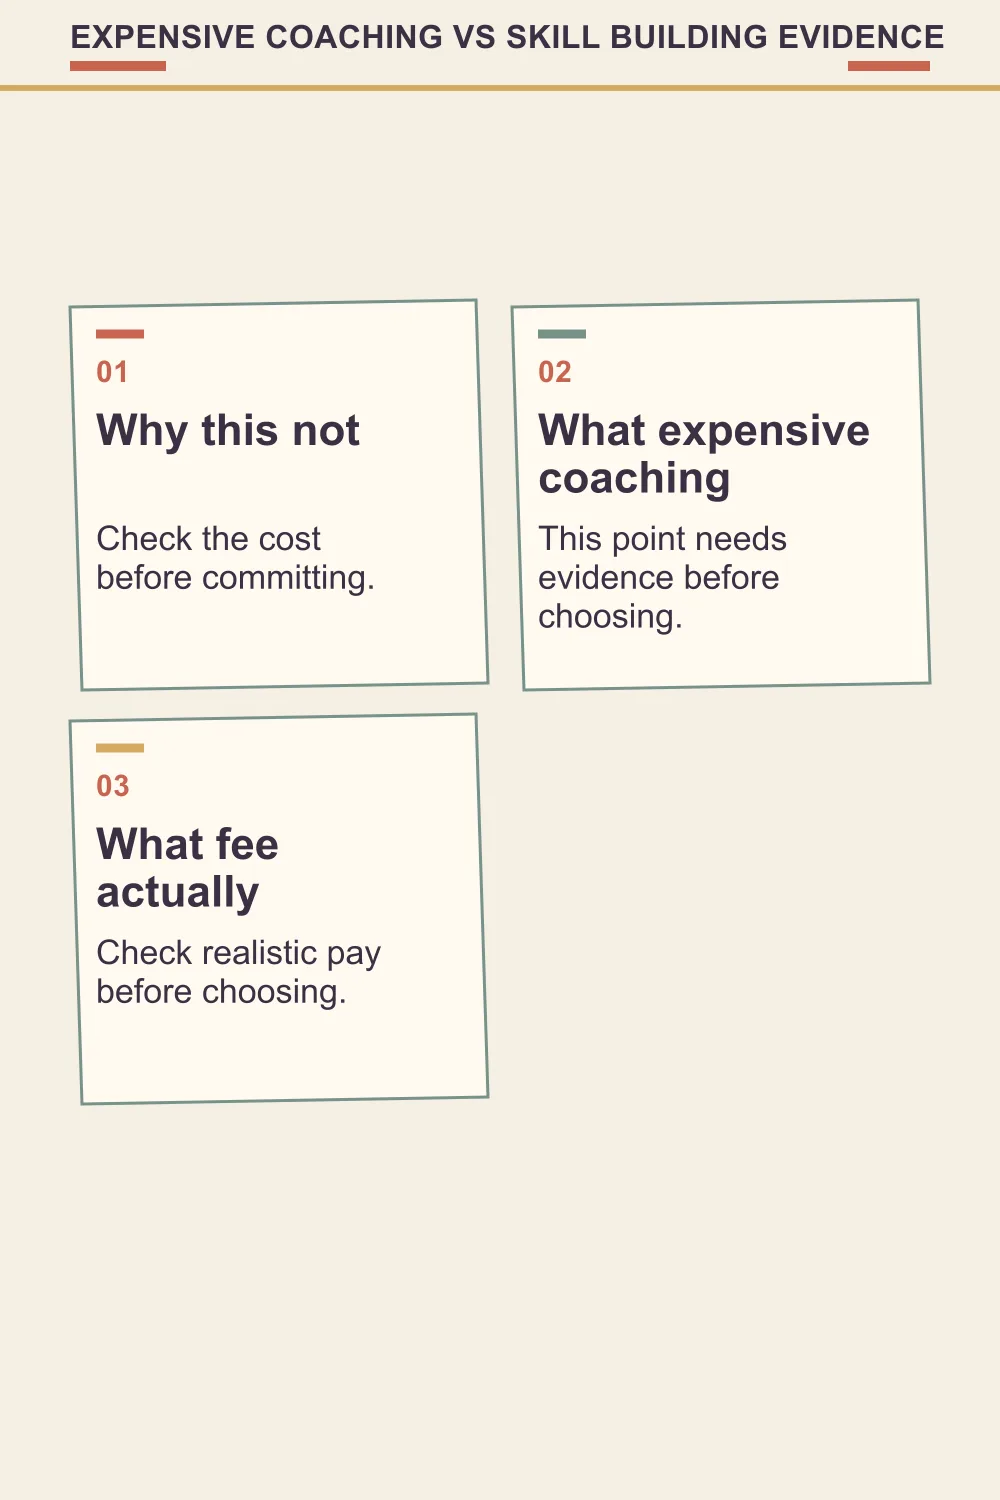 EXPENSIVE COACHING VS SKILL BUILDING EVIDENCE
01
Why this not
Check the cost
before committing.
02
What expensive
coaching
This point needs
evidence before
choosing.
03
What fee
actually
Check realistic pay
before choosing.